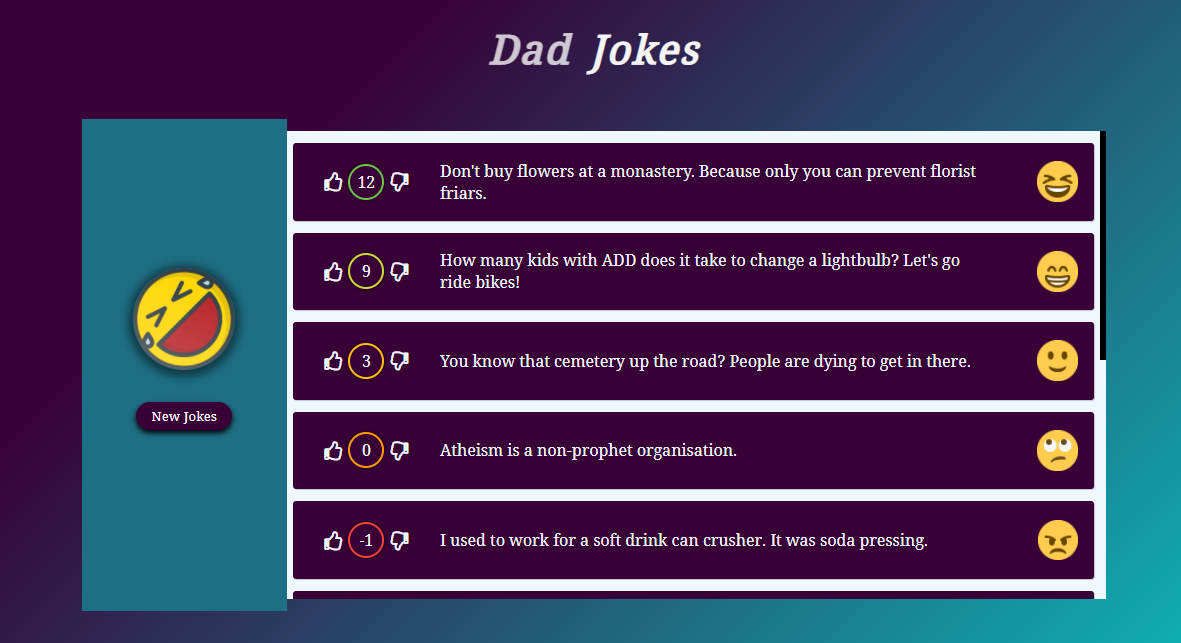 Dad Jokes
New Jokes
12
Don't buy flowers at a monastery. Because only you can prevent florist
friars.
9
How many kids with ADD does it take to change a lightbulb? Let's go
ride bikes!
3
You know that cemetery up the road? People are dying to get in there.
0
Atheism is a non-prophet organisation.
-1
I used to work for a soft drink can crusher. It was soda pressing.